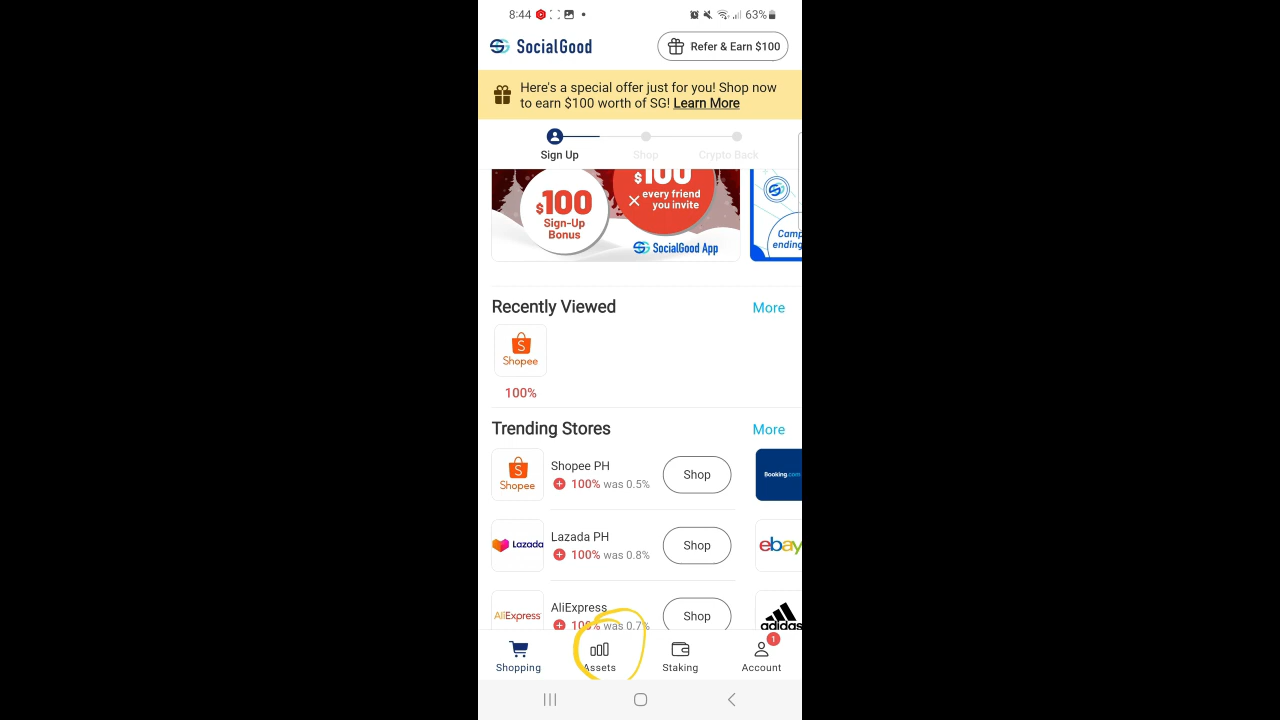 8:44
63%
SocialGood
Refer & Earn $100
Here's a special offer just for you! Shop now
to earn $100 worth of SG! Learn More
Sign Up
Shop
Crypto Back
$100
Sign-Up
Bonus
$100
every friend
you invite
SocialGood App
ending
Recently Viewed
More
Shopee
100%
Trending Stores
More
Shopee
Shopee PH
100% was 0.5%
Shop
Booking.com
Lazada
Lazada PH
100% was 0.8%
Shop
ebay
AliExpress
AliExpress
100% was 0.7%
Shop
adidas
Shopping
Assets
Staking
1
Account